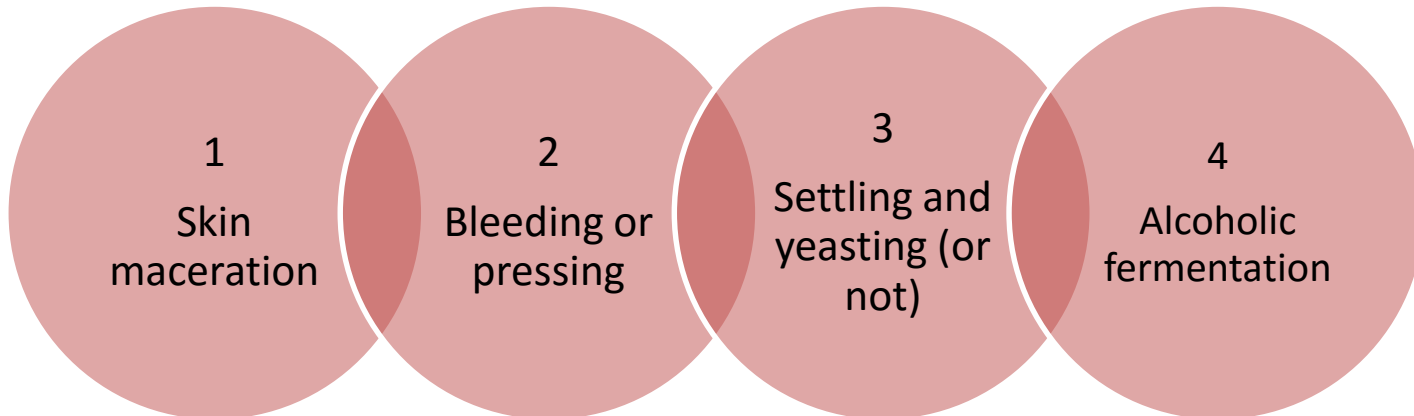 1
Skin
maceration
2
Bleeding or
pressing
3
Settling and
yeasting (or
not)
4
Alcoholic
fermentation